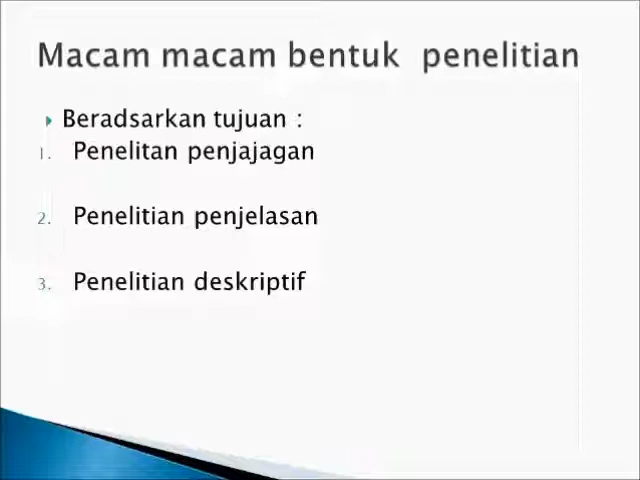 Macam macam bentuk penelitian
Beradsarkan tujuan :
1. Penelitan penjajagan
2. Penelitian penjelasan
3. Penelitian deskriptif